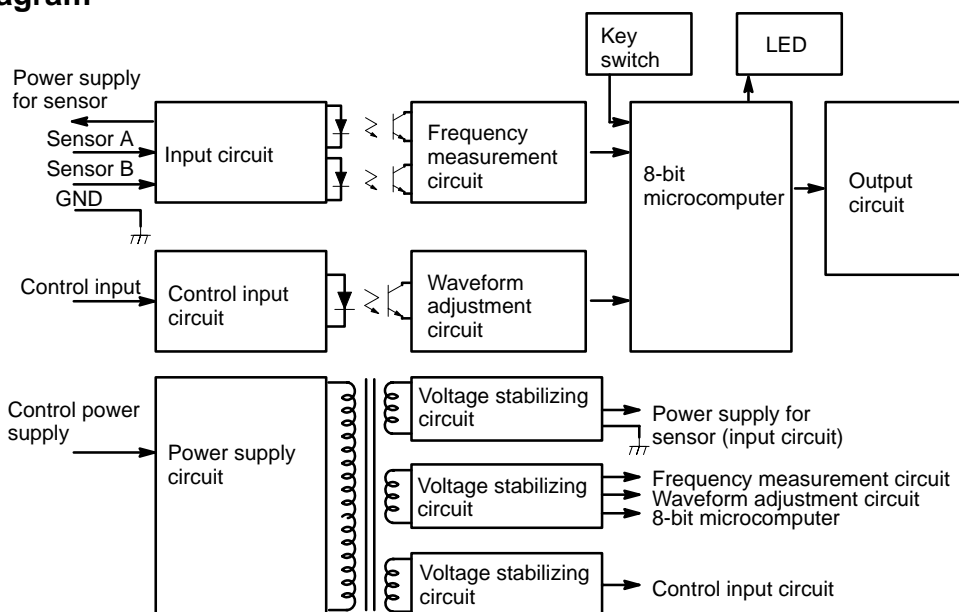 agram
Key
switch
LED
Power supply
for sensor
Sensor A
Sensor B
GND
Input circuit
Frequency
measurement
circuit
8-bit
microcomputer
Output
circuit
Control input
Control input
circuit
Waveform
adjustment
circuit
Control power
supply
Power supply
circuit
Voltage stabilizing
circuit
Power supply for
sensor (input circuit)
Voltage stabilizing
circuit
Frequency measurement circuit
Waveform adjustment circuit
8-bit microcomputer
Voltage stabilizing
circuit
Control input circuit